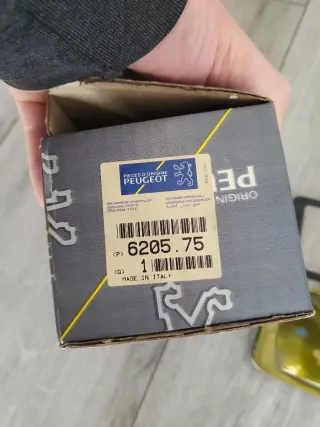 PIECES D'ORIGINE
PEUGEOT
(P) 6205.75
(Q) 1
MADE IN ITALY
ORIGIN
PE